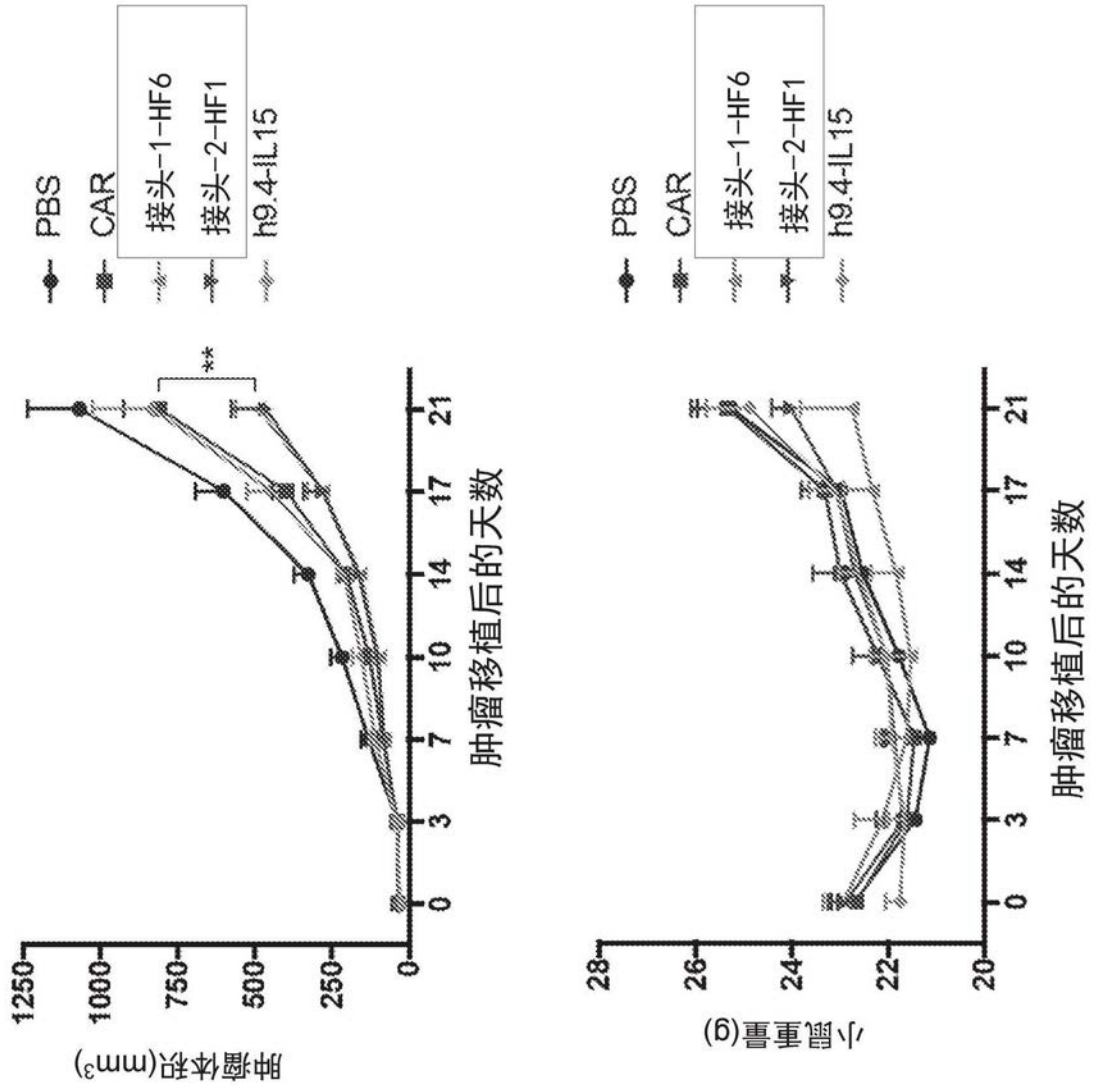 肿瘤体积(mm³)
1250
1000
750
500
250
0
0 3 7 10 14 17 21
肿瘤移植后的天数
**
PBS
CAR
接头-1-HF6
接头-2-HF1
h9.4-IL15
小鼠重量(g)
28
26
24
22
20
0 3 7 10 14 17 21
肿瘤移植后的天数
PBS
CAR
接头-1-HF6
接头-2-HF1
h9.4-IL15